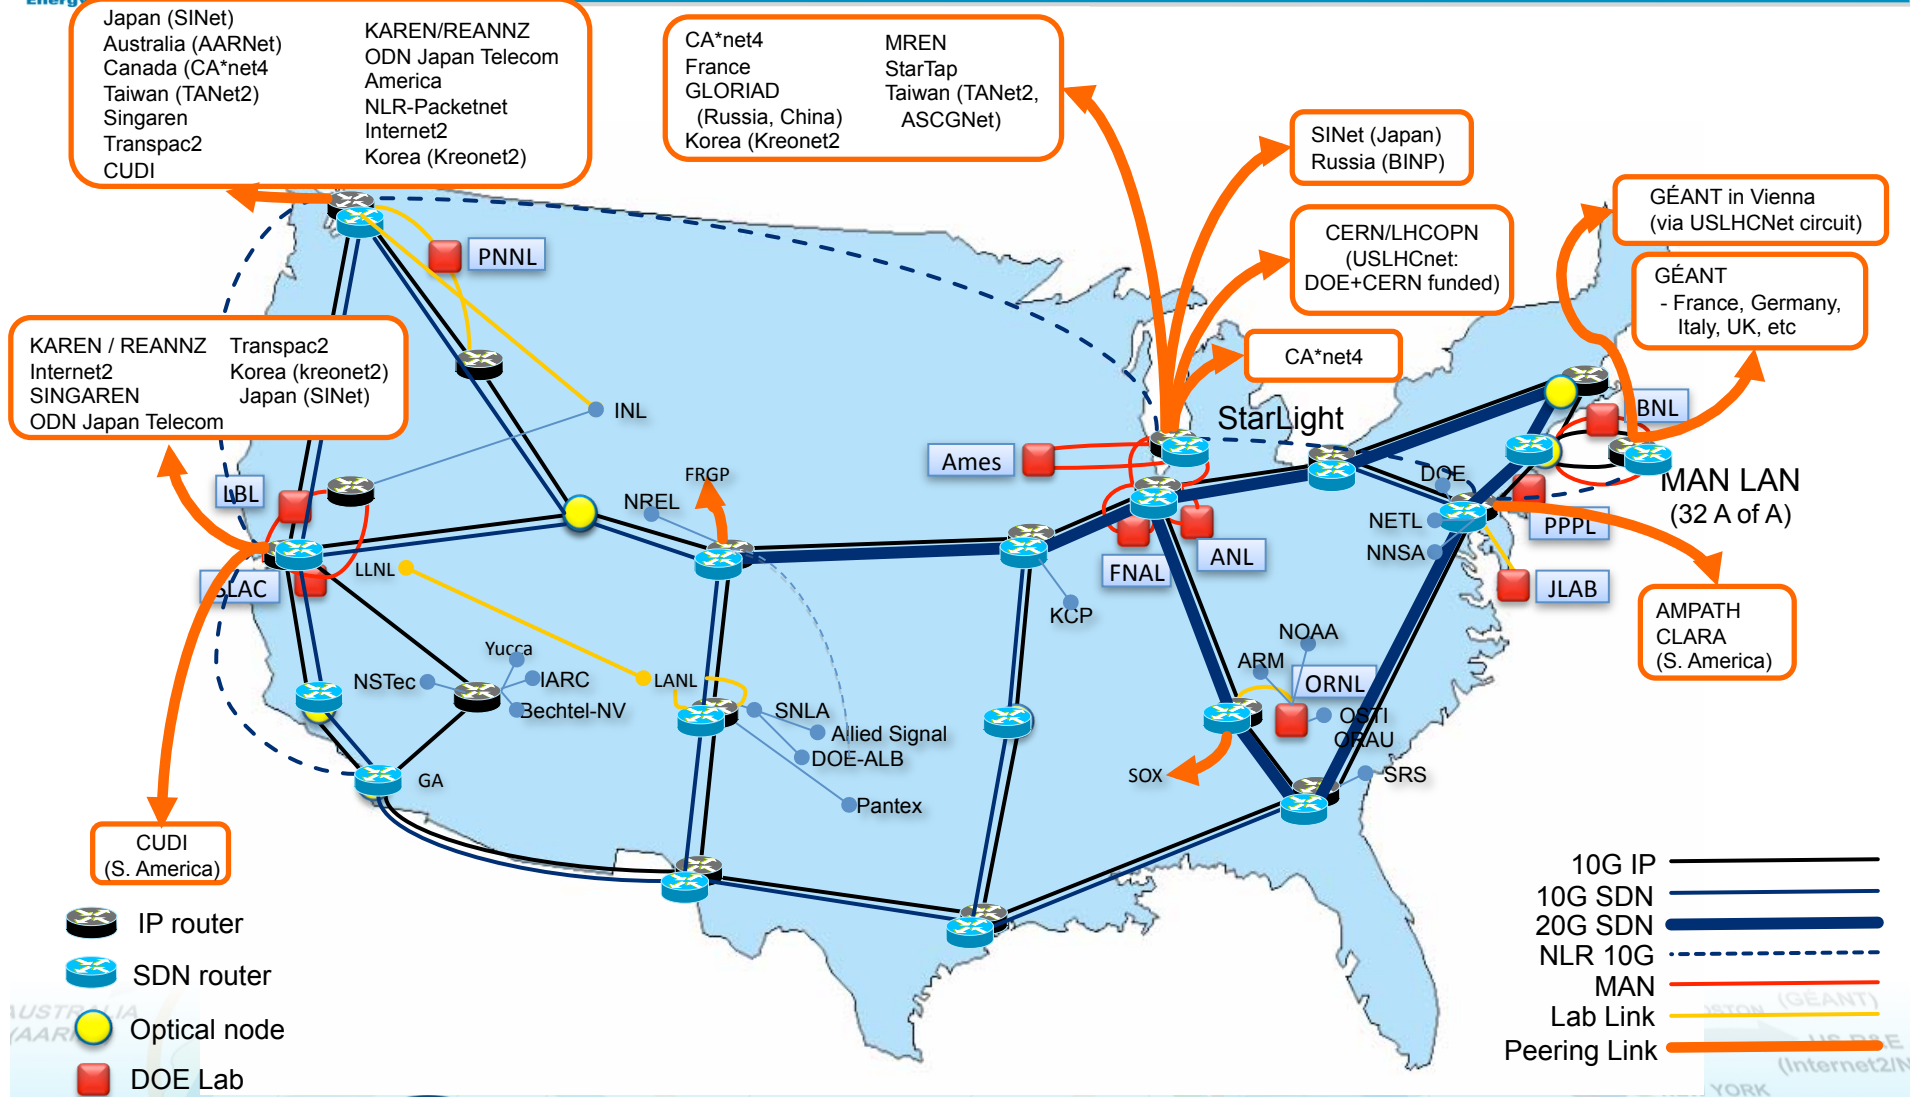 Energy
Japan (SINet)
Australia (AARNet)
Canada (CA*net4
Taiwan (TANet2)
Singaren
Transpac2
CUDI
KAREN/REANNZ
ODN Japan Telecom
America
NLR-Packetnet
Internet2
Korea (Kreonet2)
CA*net4
France
GLORIAD
(Russia, China)
Korea (Kreonet2
MREN
StarTap
Taiwan (TANet2,
ASCGNet)
SINet (Japan)
Russia (BINP)
CERN/LHCOPN
(USLHCnet:
DOE+CERN funded)
CA*net4
GÉANT in Vienna
(via USLHCNet circuit)
GÉANT
- France, Germany,
Italy, UK, etc
PNNL
KAREN / REANNZ
Internet2
SINGAREN
ODN Japan Telecom
Transpac2
Korea (kreonet2)
Japan (SINet)
INL
StarLight
BNL
Ames
MAN LAN
(32 A of A)
LBL
FRGP
NREL
DOE
NETL
NNSA
PPPL
SLAC
LLNL
FNAL
ANL
JLAB
KCP
AMPATH
CLARA
(S. America)
Yucca
NSTec
IARC
Bechtel-NV
LANL
SNLA
Allied Signal
DOE-ALB
Pantex
NOAA
ARM
ORNL
OSTI
ORAU
SOX
SRS
GA
CUDI
(S. America)
IP router
SDN router
Optical node
DOE Lab
10G IP
10G SDN
20G SDN
NLR 10G
MAN
Lab Link
Peering Link
AUSTRALIA
(GÉANT)
US R&E
YORK